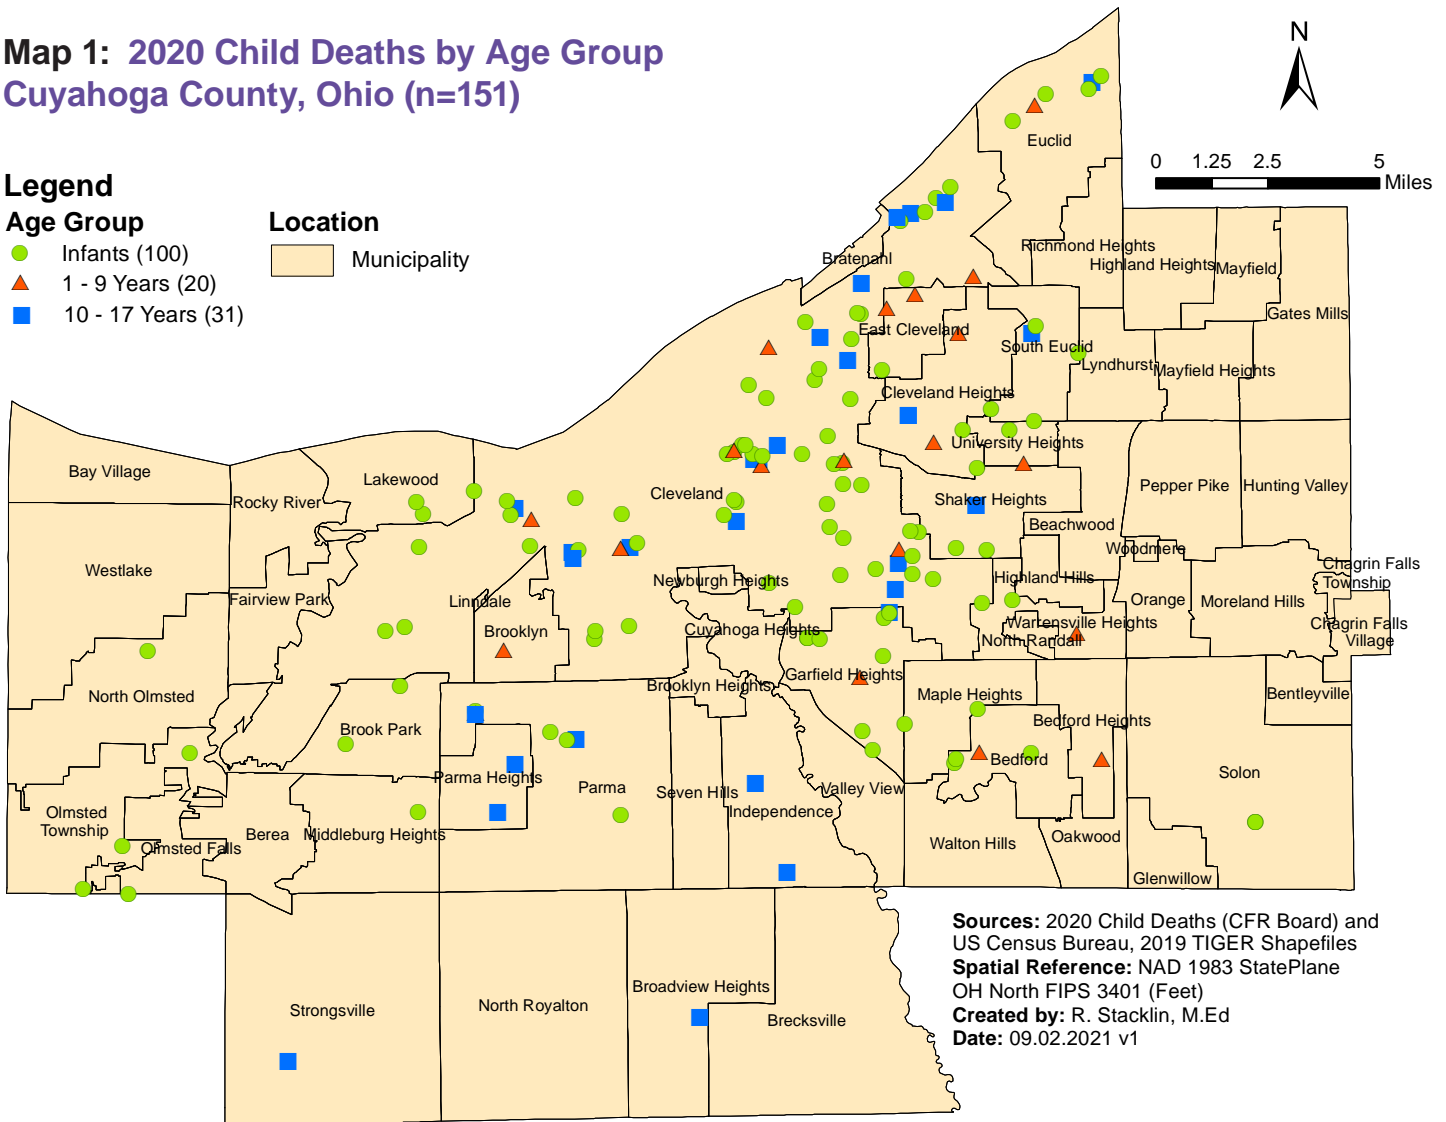 Map 1: 2020 Child Deaths by Age Group
Cuyahoga County, Ohio (n=151)
N
0 1.25 2.5 5
Miles
Legend
Age Group
Infants (100)
1 - 9 Years (20)
10 - 17 Years (31)
Location
Municipality
Euclid
Richmond Heights
Bratenahl
Highland Heights
Mayfield
Gates Mills
East Cleveland
South Euclid
Lyndhurst
Mayfield Heights
Cleveland Heights
University Heights
Bay Village
Lakewood
Rocky River
Cleveland
Shaker Heights
Pepper Pike
Hunting Valley
Beachwood
Woodmere
Westlake
Chagrin Falls
Township
Newburgh Heights
Highland Hills
Fairview Park
Linndale
Orange
Moreland Hills
Brooklyn
Cuyahoga Heights
Warrensville Heights
Chagrin Falls
Village
North Randall
Garfield Heights
Brooklyn Heights
North Olmsted
Maple Heights
Bentleyville
Brook Park
Bedford Heights
Bedford
Parma Heights
Parma
Seven Hills
Valley View
Solon
Independence
Olmsted
Township
Berea
Middleburg Heights
Olmsted Falls
Walton Hills
Oakwood
Glenwillow
Sources: 2020 Child Deaths (CFR Board) and
US Census Bureau, 2019 TIGER Shapefiles
Spatial Reference: NAD 1983 StatePlane
OH North FIPS 3401 (Feet)
Created by: R. Stacklin, M.Ed
Date: 09.02.2021 v1
Broadview Heights
Strongsville
North Royalton
Brecksville